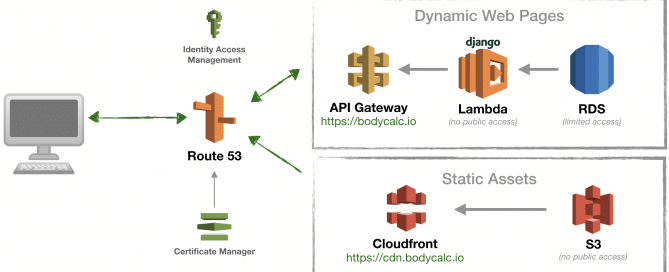 Dynamic Web Pages
Identity Access
Management
django
API Gateway
https://bodycalc.io
Lambda
(no public access)
RDS
(limited access)
Route 53
Certificate Manager
Static Assets
Cloudfront
https://cdn.bodycalc.io
S3
(no public access)